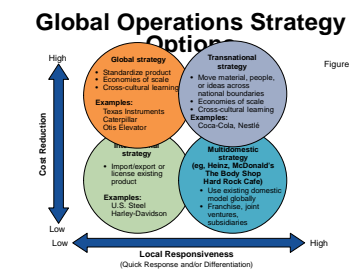 Global Operations Strategy
Options
High
Figure
Cost Reduction
Global strategy
• Standardize product
• Economies of scale
• Cross-cultural learning
Examples:
Texas Instruments
Caterpillar
Otis Elevator
Transnational
strategy
• Move material, people,
or ideas across
national boundaries
• Economies of scale
• Cross-cultural learning
Examples:
Coca-Cola, Nestlé
strategy
• Import/export or
license existing
product
Examples:
U.S. Steel
Harley-Davidson
Multidomestic
strategy
(eg, Heinz, McDonald's
The Body Shop
Hard Rock Cafe)
• Use existing domestic
model globally
• Franchise, joint
ventures,
subsidiaries
Low
Low
High
Local Responsiveness
(Quick Response and/or Differentiation)